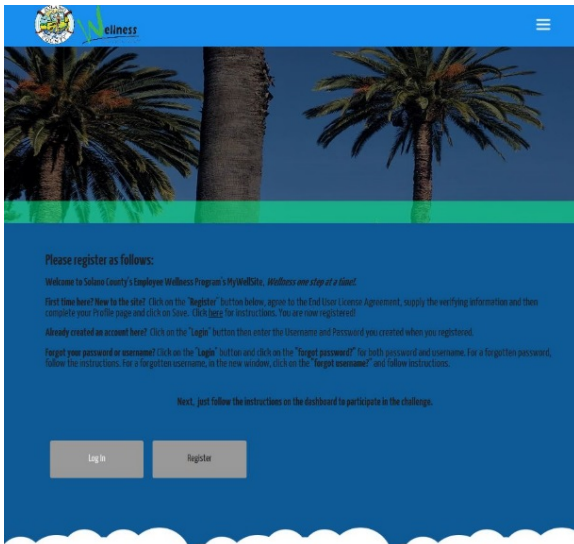 Wellness
Please register as follows:
Welcome to Solano County's Employee Wellness Program's MyWellSite, Wellness one step at a time!.
First time here? New to the site? Click on the "Register" button below, agree to the End User License Agreement, supply the verifying information and then
complete your Profile page and click on Save. Click here for instructions. You are now registered!
Already created an account here? Click on the "Login" button then enter the Username and Password you created when you registered.
Forgot your password or username? Click on the "Login" button and click on the "forgot password?" for both password and username. For a forgotten password,
follow the instructions. For a forgotten username, in the new window, click on the "forgot username?" and follow instructions.
Next, just follow the instructions on the dashboard to participate in the challenge.
Log In
Register